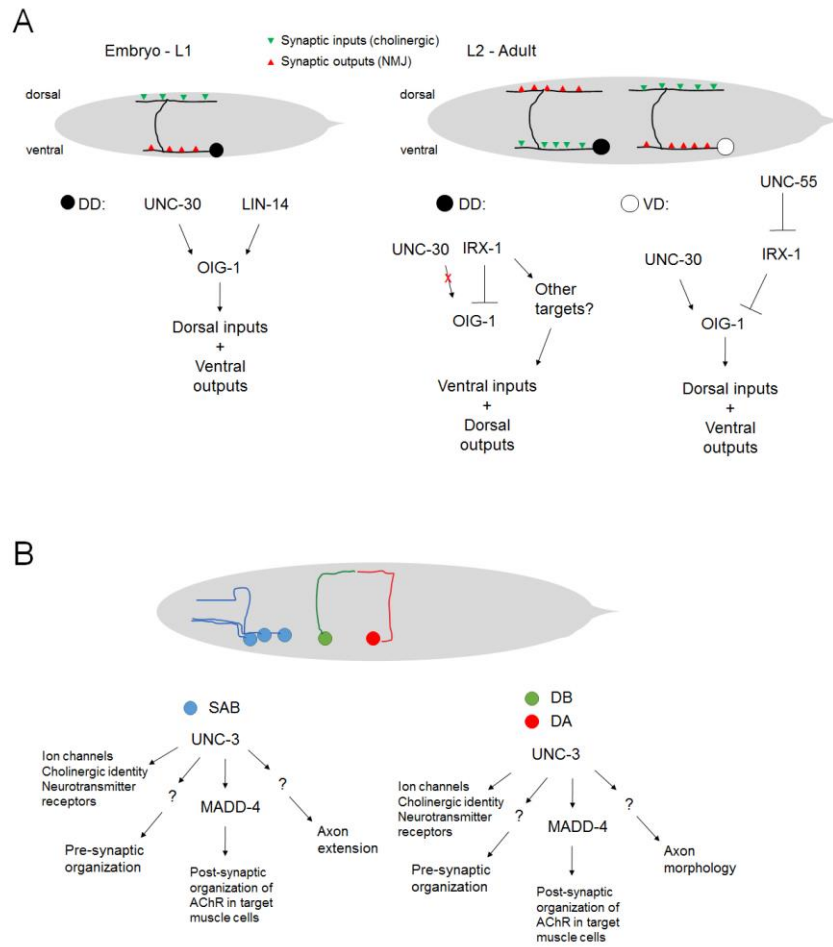 A
Embryo - L1
Synaptic inputs (cholinergic)
Synaptic outputs (NMJ)
L2 - Adult
dorsal
ventral
dorsal
ventral
DD:
UNC-30
LIN-14
OIG-1
Dorsal inputs
+
Ventral
outputs
DD:
UNC-30
IRX-1
x
OIG-1
Other
targets?
Ventral inputs
+
Dorsal
outputs
VD:
UNC-55
IRX-1
UNC-30
OIG-1
Dorsal inputs
+
Ventral
outputs
B
SAB
UNC-3
Ion channels
Cholinergic identity
Neurotransmitter
receptors
?
?
MADD-4
Pre-synaptic
organization
Axon
extension
Post-synaptic
organization of
AChR in target
muscle cells
DB
DA
UNC-3
Ion channels
Cholinergic identity
Neurotransmitter
receptors
?
?
MADD-4
Pre-synaptic
organization
Axon
morphology
Post-synaptic
organization of
AChR in target
muscle cells